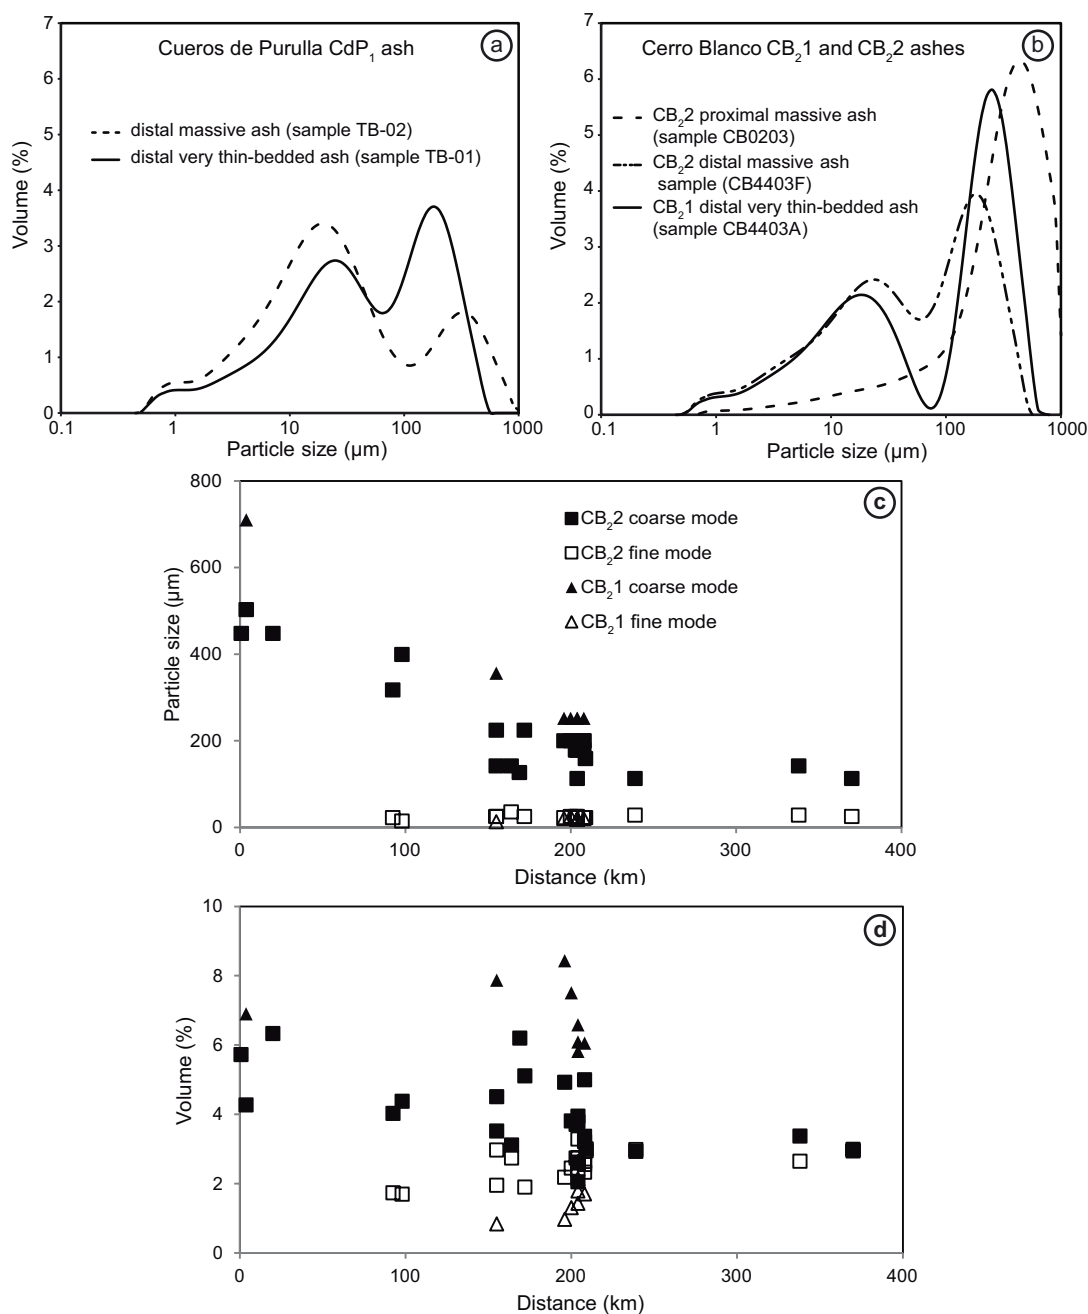 Cueros de Purulla CdP₁ ash
a
distal massive ash (sample TB-02)
distal very thin-bedded ash (sample TB-01)
Volume (%)
7
6
5
4
3
2
1
0
0.1 1 10 100 1000
Particle size (µm)
Cerro Blanco CB₂1 and CB₂2 ashes
b
CB₂2 proximal massive ash
(sample CB0203)
CB₂2 distal massive ash
sample (CB4403F)
CB₂1 distal very thin-bedded ash
(sample CB4403A)
Volume (%)
7
6
5
4
3
2
1
0
0.1 1 10 100 1000
Particle size (µm)
c
CB₂2 coarse mode
CB₂2 fine mode
CB₂1 coarse mode
CB₂1 fine mode
Particle size (µm)
800
600
400
200
0
0 100 200 300 400
Distance (km)
d
Volume (%)
10
8
6
4
2
0
0 100 200 300 400
Distance (km)